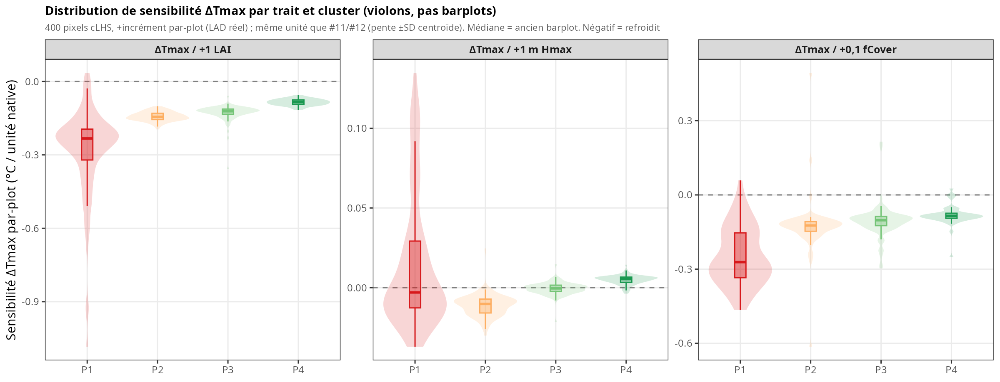 Distribution de sensibilité ΔTmax par trait et cluster (violons, pas barplots)
400 pixels cLHS, +incrément par-plot (LAD réel) ; même unité que #11/#12 (pente ±SD centroïde). Médiane = ancien barplot. Négatif = refroidit
Sensibilité ΔTmax par-plot (°C / unité native)
ΔTmax / +1 LAI
0.0
-0.3
-0.6
-0.9
P1 P2 P3 P4
ΔTmax / +1 m Hmax
0.10
0.05
0.00
P1 P2 P3 P4
ΔTmax / +0,1 fCover
0.3
0.0
-0.3
-0.6
P1 P2 P3 P4